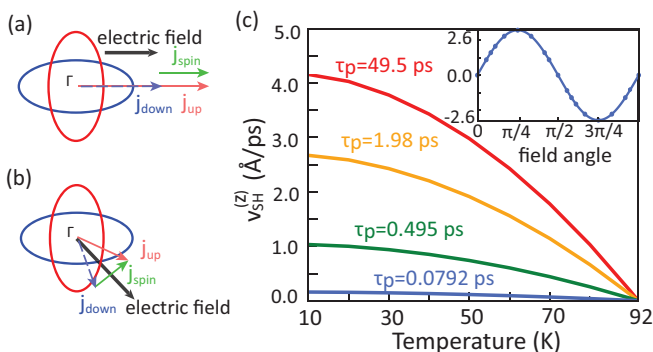 (a)
electric field
j_spin
Γ
j_down
j_up
(b)
Γ
j_up
j_spin
j_down
electric field
(c)
5.0
4.0
3.0
2.0
1.0
0.0
v_SH^(z) (Å/ps)
τp=49.5 ps
τp=1.98 ps
τp=0.495 ps
τp=0.0792 ps
10
30
50
70
92
Temperature (K)
2.6
0.0
-2.6
0
π/4
π/2
3π/4
field angle